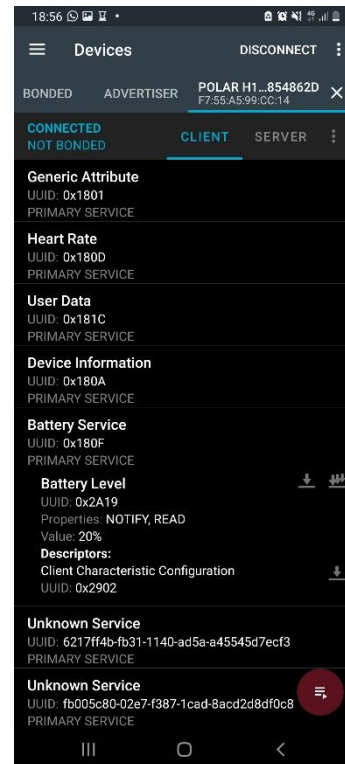 18:56
Devices DISCONNECT
BONDED ADVERTISER POLAR H1...854862D
F7:55:A5:99:CC:14
CONNECTED
NOT BONDED CLIENT SERVER
Generic Attribute
UUID: 0x1801
PRIMARY SERVICE
Heart Rate
UUID: 0x180D
PRIMARY SERVICE
User Data
UUID: 0x181C
PRIMARY SERVICE
Device Information
UUID: 0x180A
PRIMARY SERVICE
Battery Service
UUID: 0x180F
PRIMARY SERVICE
Battery Level
UUID: 0x2A19
Properties: NOTIFY, READ
Value: 20%
Descriptors:
Client Characteristic Configuration
UUID: 0x2902
Unknown Service
UUID: 6217ff4b-fb31-1140-ad5a-a45545d7ecf3
PRIMARY SERVICE
Unknown Service
UUID: fb005c80-02e7-f387-1cad-8acd2d8df0c8
PRIMARY SERVICE